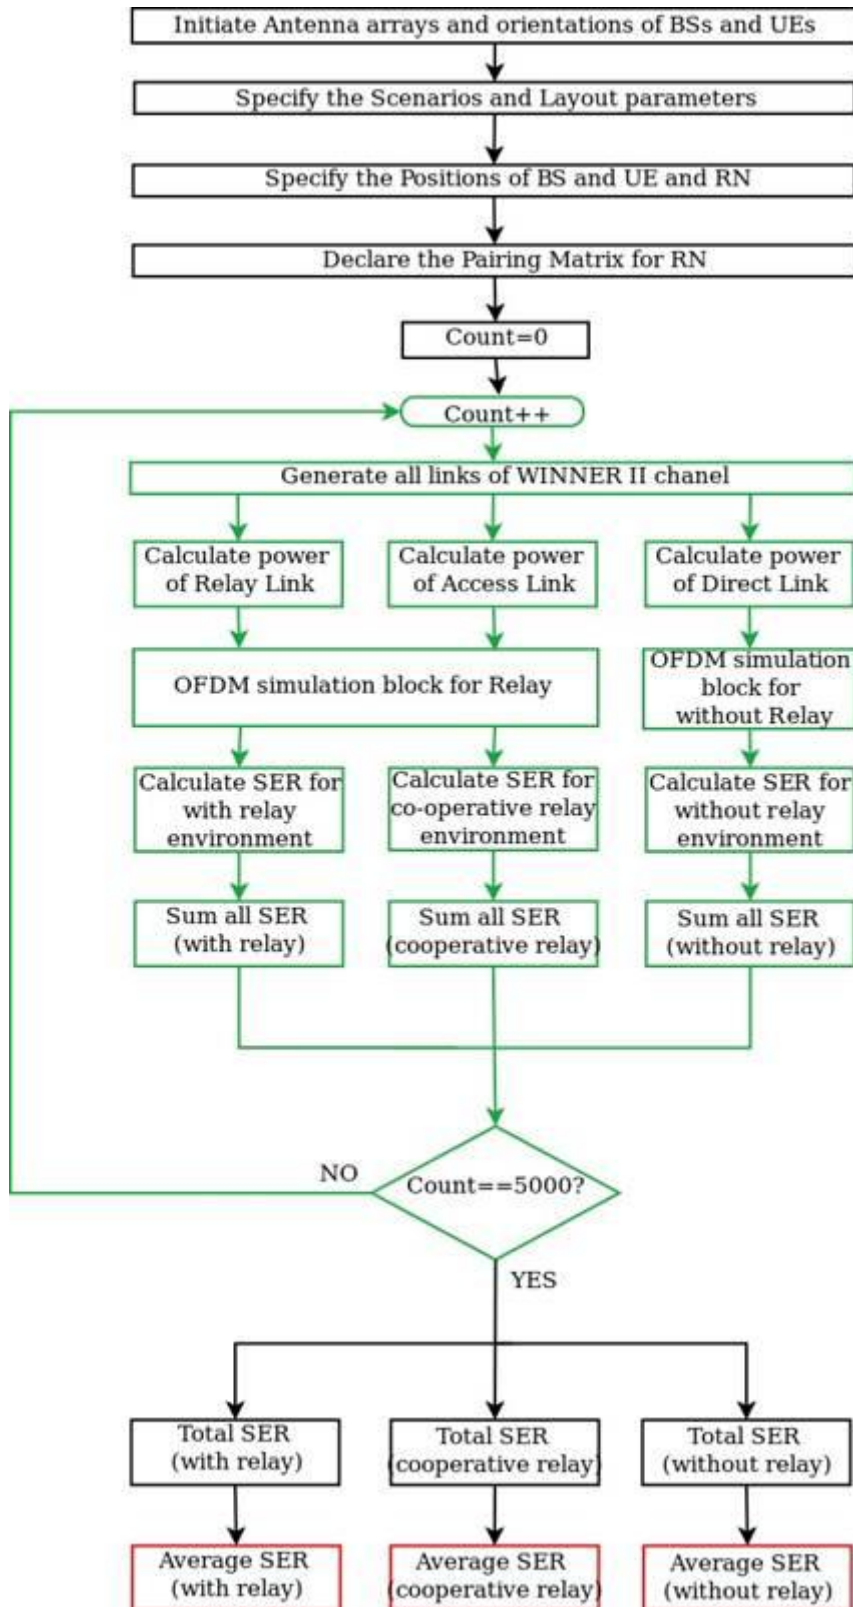 Initiate Antenna arrays and orientations of BSs and UEs
Specify the Scenarios and Layout parameters
Specify the Positions of BS and UE and RN
Declare the Pairing Matrix for RN
Count=0
Count++
Generate all links of WINNER II chanel
Calculate power
of Relay Link
Calculate power
of Access Link
Calculate power
of Direct Link
OFDM simulation block for Relay
OFDM simulation
block for
without Relay
Calculate SER for
with relay
environment
Calculate SER for
co-operative relay
environment
Calculate SER for
without relay
environment
Sum all SER
(with relay)
Sum all SER
(cooperative relay)
Sum all SER
(without relay)
NO
Count==5000?
YES
Total SER
(with relay)
Total SER
(cooperative relay)
Total SER
(without relay)
Average SER
(with relay)
Average SER
(cooperative relay)
Average SER
(without relay)